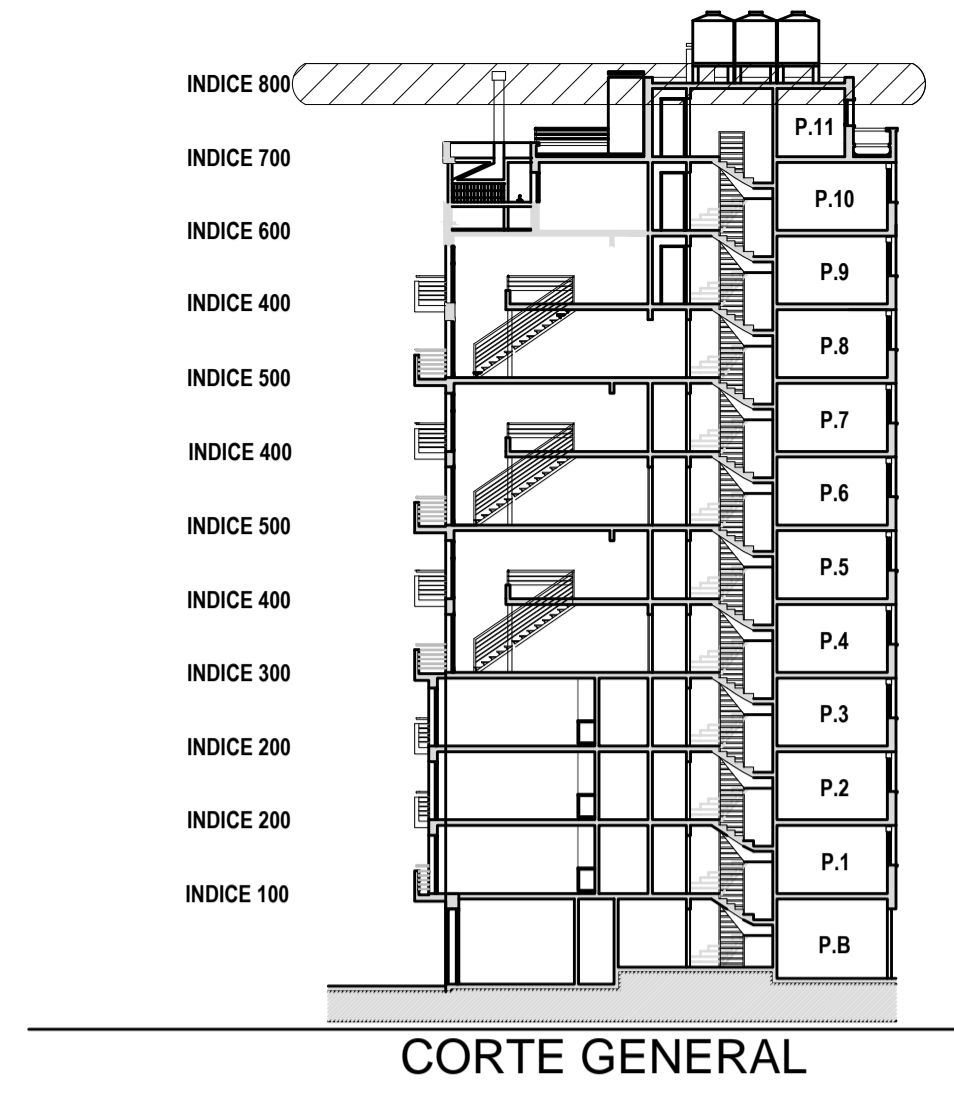 INDICE 800
P.11
INDICE 700
P.10
INDICE 600
P.9
INDICE 400
P.8
INDICE 500
P.7
INDICE 400
P.6
INDICE 500
P.5
INDICE 400
P.4
INDICE 300
P.3
INDICE 200
P.2
INDICE 200
P.1
INDICE 100
P.B
CORTE GENERAL